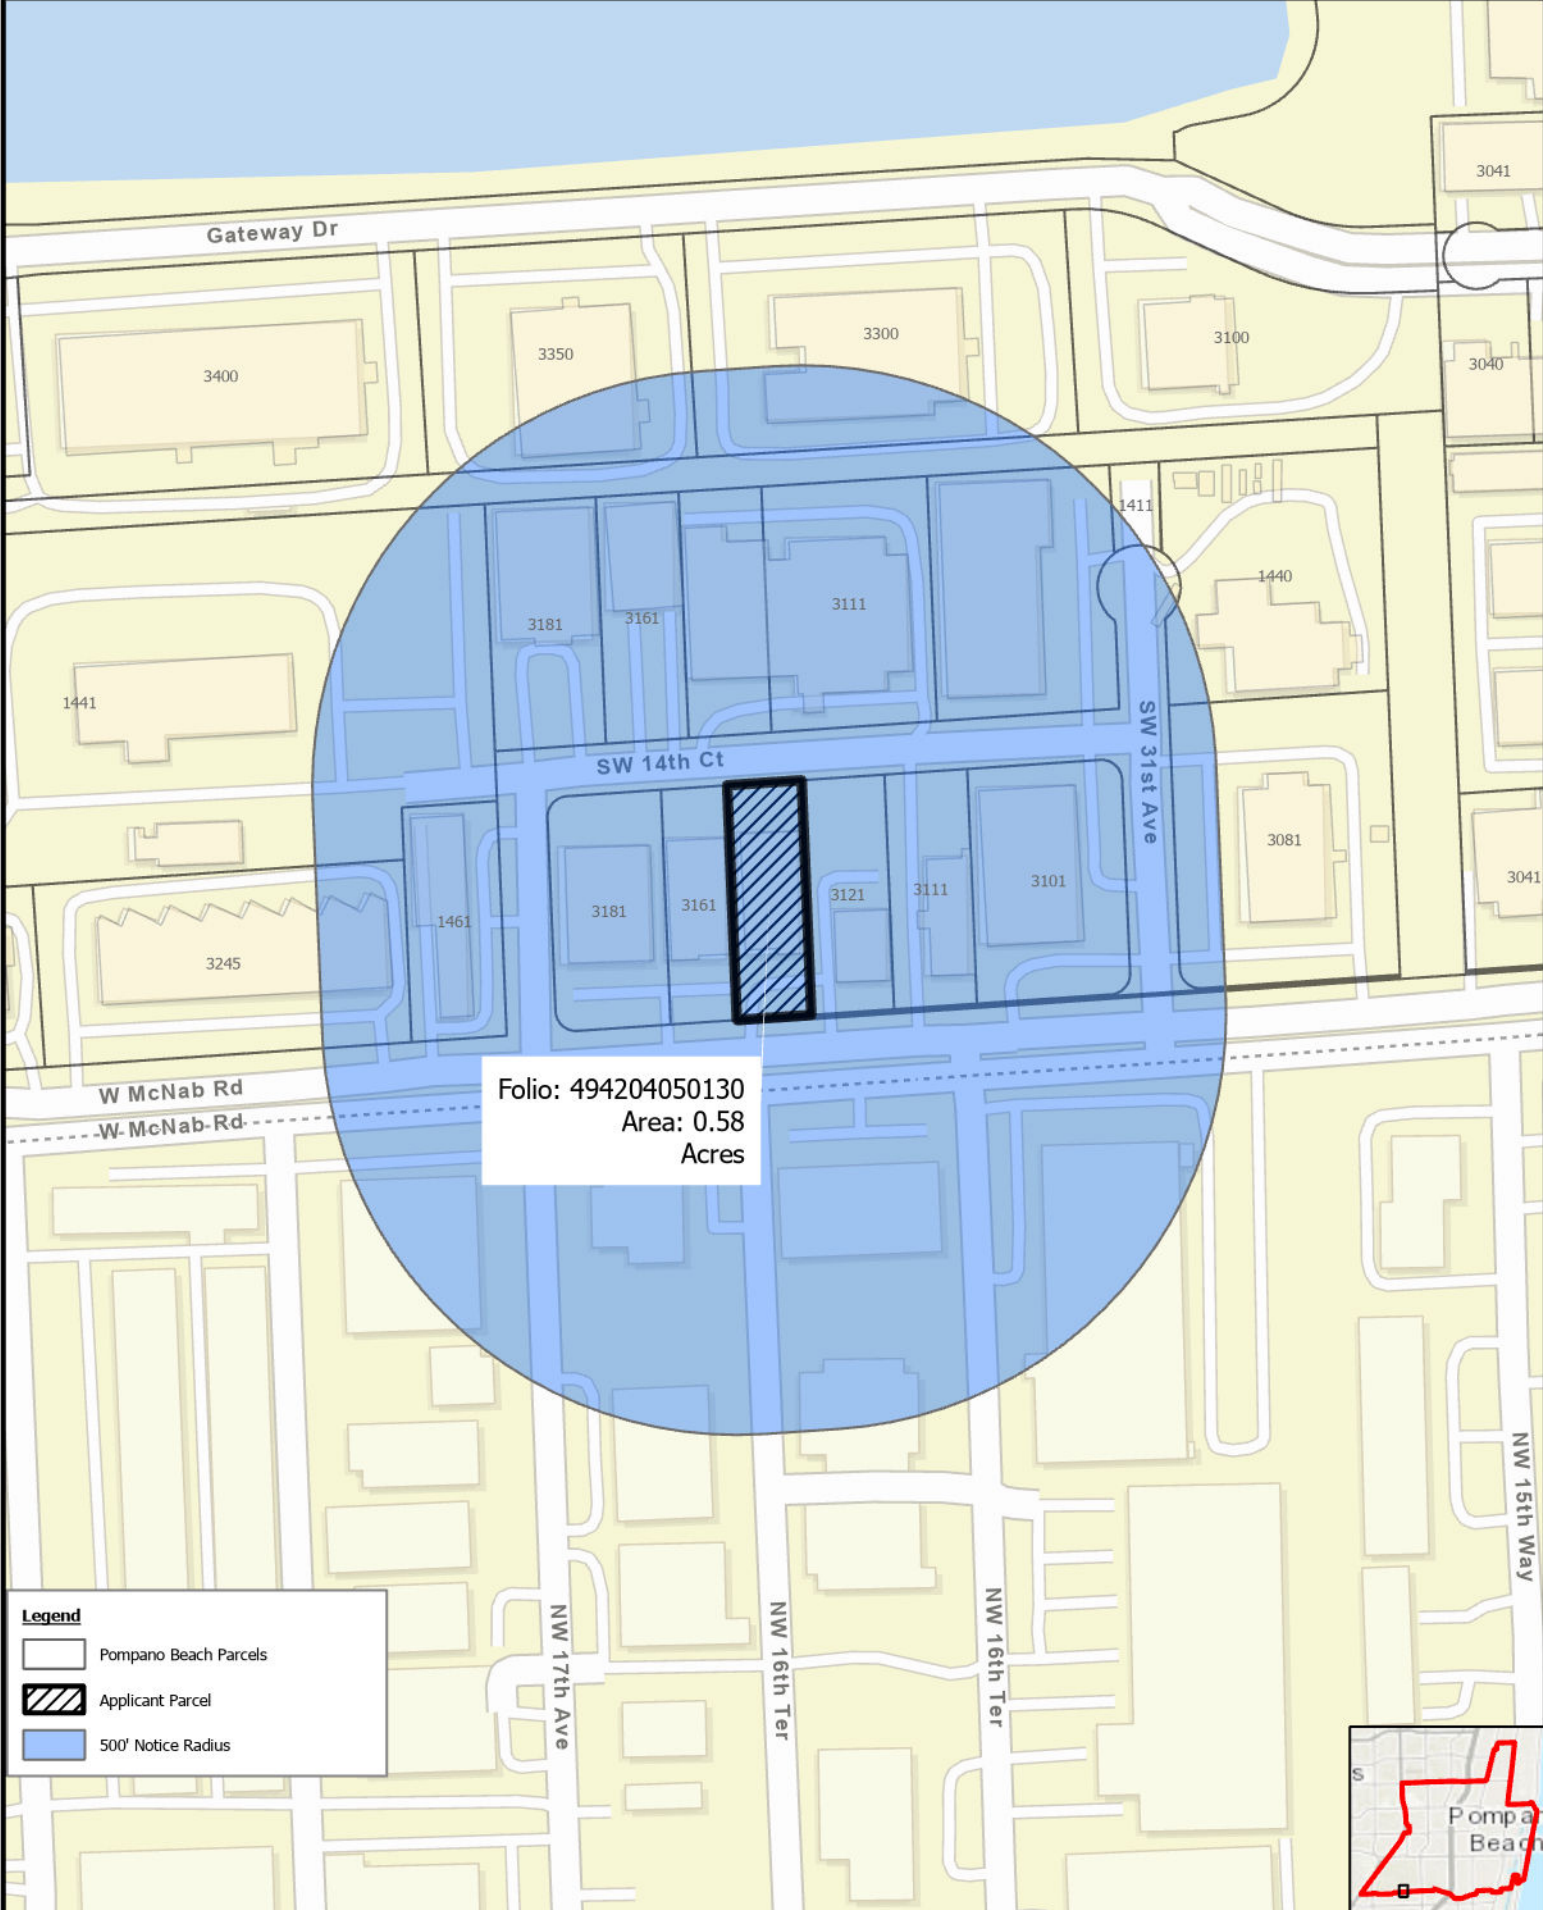 3041
Gateway Dr
3300
3100
3350
3040
3400
1411
1440
3111
3161
3181
1441
SW 14th Ct
SW 31st Ave
3081
3041
3101
3111
3121
3161
3181
1461
3245
W McNab Rd
W McNab Rd
Folio: 494204050130
Area: 0.58
Acres
NW 15th Way
NW 17th Ave
NW 16th Ter
NW 16th Ter
Legend
Pompano Beach Parcels
Applicant Parcel
500' Notice Radius
s
Pompan
Beach